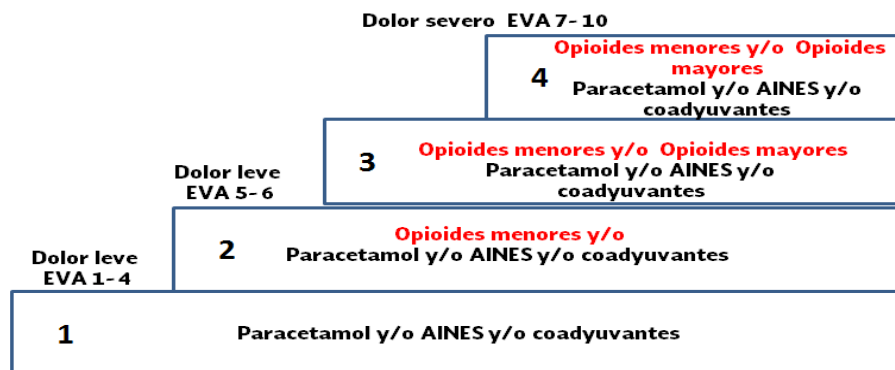 Dolor severo EVA 7-10
4
Opioides menores y/o Opioides
mayores
Paracetamol y/o AINES y/o
coadyuvantes
3
Opioides menores y/o Opioides mayores
Paracetamol y/o AINES y/o
coadyuvantes
Dolor leve
EVA 5-6
2
Opioides menores y/o
Paracetamol y/o AINES y/o coadyuvantes
Dolor leve
EVA 1-4
1
Paracetamol y/o AINES y/o coadyuvantes